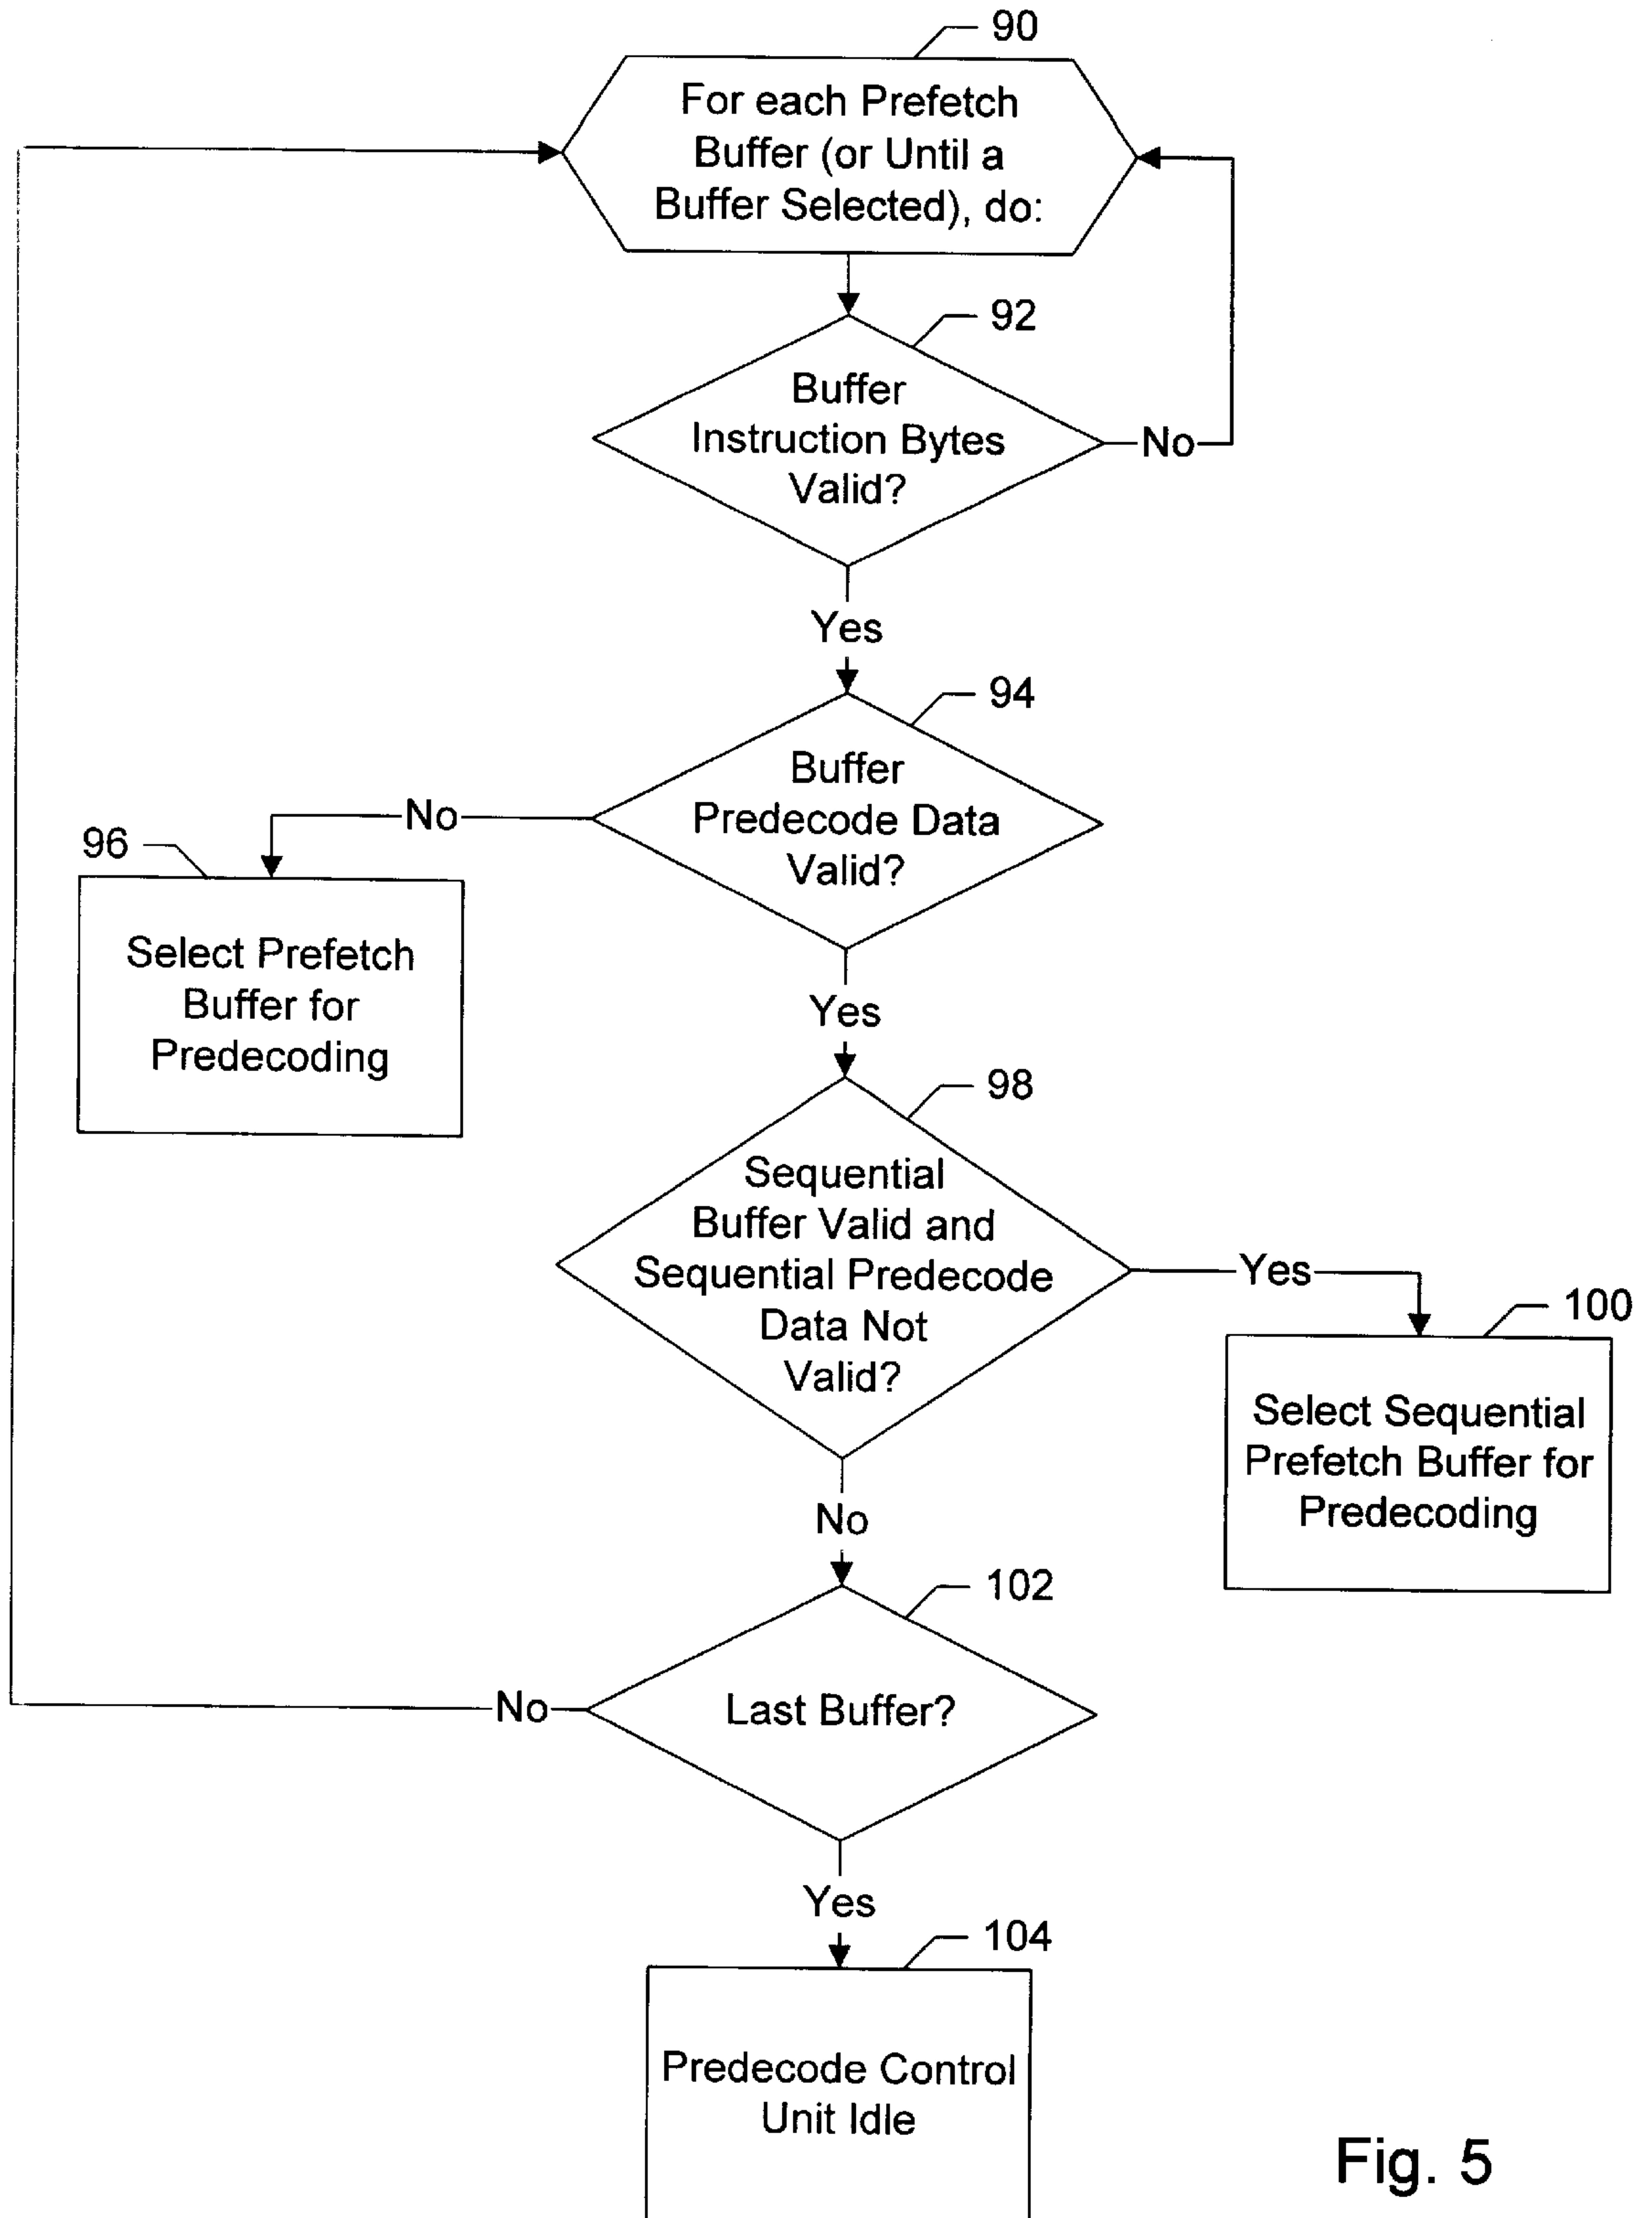 90
For each Prefetch
Buffer (or Until a
Buffer Selected), do:
92
Buffer
Instruction Bytes
Valid?
No
Yes
94
Buffer
Predecode Data
Valid?
No
96
Select Prefetch
Buffer for
Predecoding
Yes
98
Sequential
Buffer Valid and
Sequential Predecode
Data Not
Valid?
Yes
100
Select Sequential
Prefetch Buffer for
Predecoding
No
102
Last Buffer?
No
Yes
104
Predecode Control
Unit Idle
Fig. 5